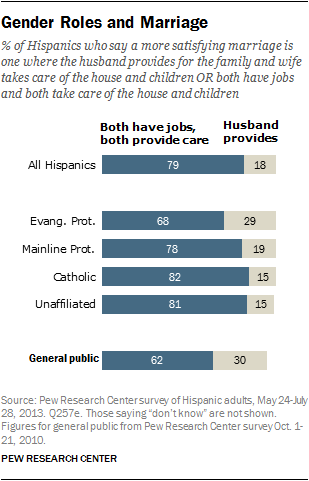 Gender Roles and Marriage
% of Hispanics who say a more satisfying marriage is
one where the husband provides for the family and wife
takes care of the house and children OR both have jobs
and both take care of the house and children
Both have jobs, both provide care
Husband provides
All Hispanics 79 18
Evang. Prot. 68 29
Mainline Prot. 78 19
Catholic 82 15
Unaffiliated 81 15
General public 62 30
Source: Pew Research Center survey of Hispanic adults, May 24-July
28, 2013. Q257e. Those saying “don’t know” are not shown.
Figures for general public from Pew Research Center survey Oct. 1-
21, 2010.
PEW RESEARCH CENTER